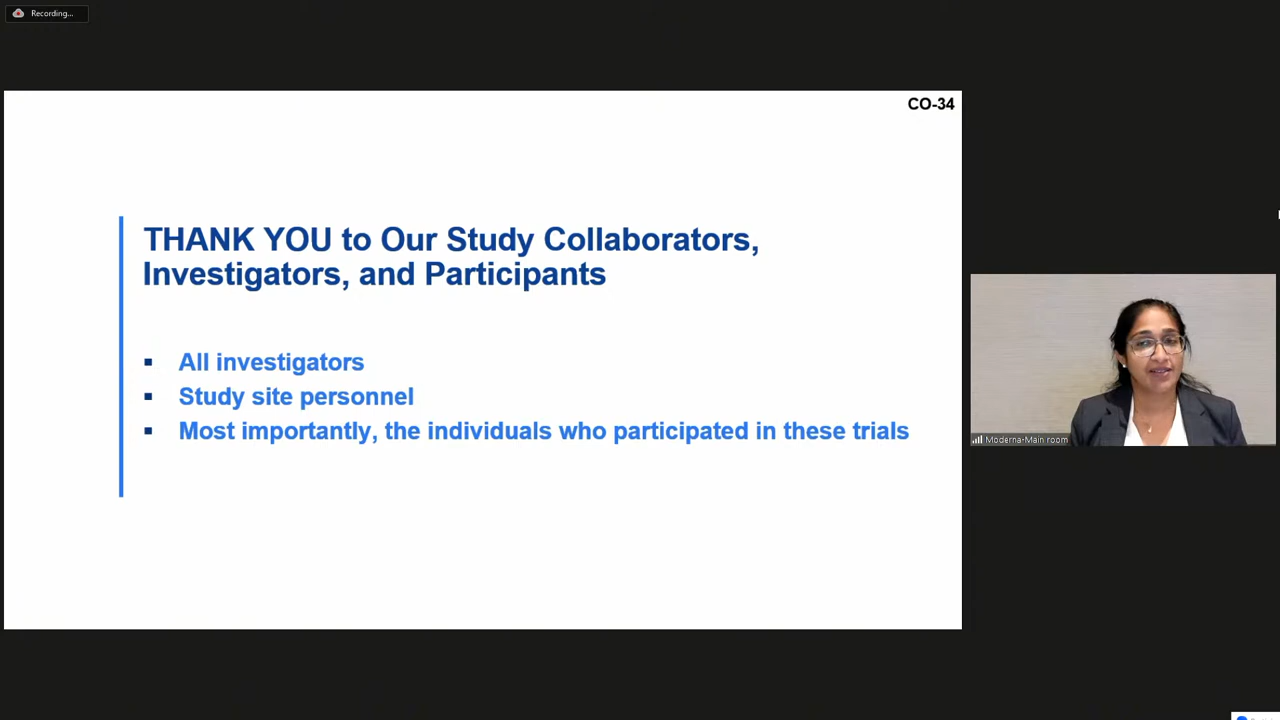 Recording...
CO-34
THANK YOU to Our Study Collaborators,
Investigators, and Participants
▪ All investigators
▪ Study site personnel
▪ Most importantly, the individuals who participated in these trials
Moderna-Main room